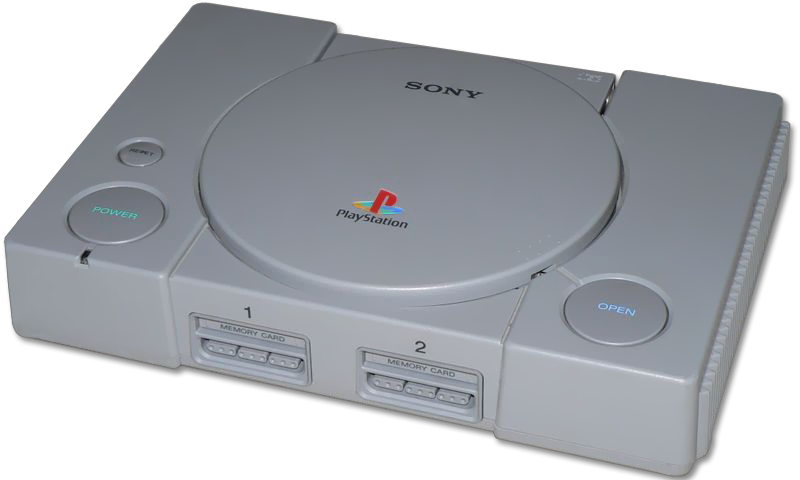 SONY
RESET
POWER
PlayStation
OPEN
1
MEMORY CARD
2
MEMORY CARD